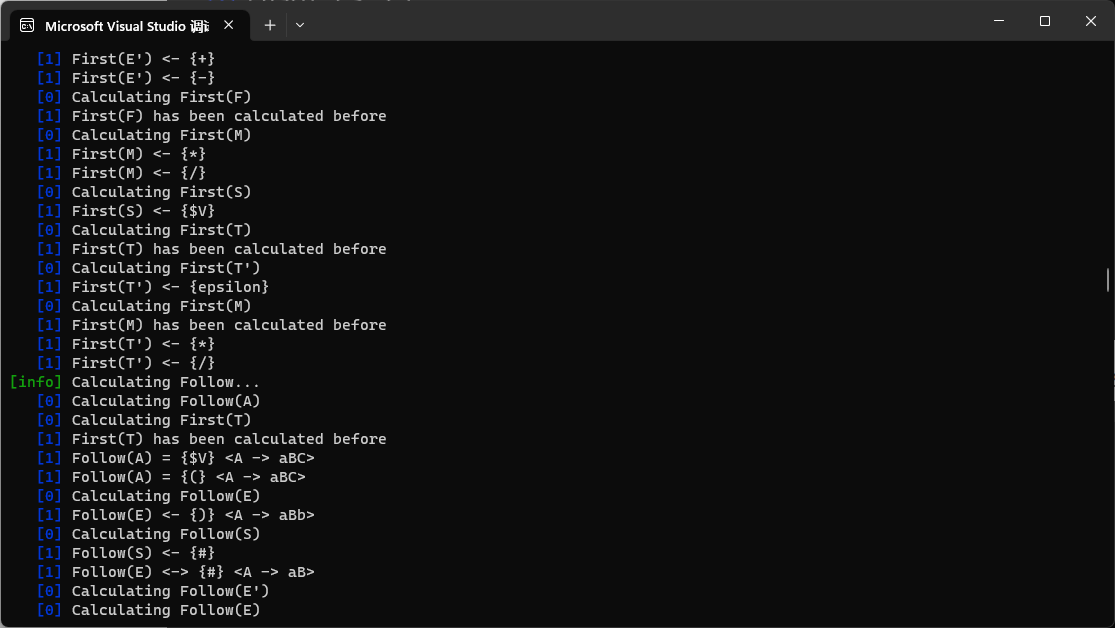 Microsoft Visual Studio 调
[1] First(E') <- {+}
[1] First(E') <- {-}
[0] Calculating First(F)
[1] First(F) has been calculated before
[0] Calculating First(M)
[1] First(M) <- {*}
[1] First(M) <- {/}
[0] Calculating First(S)
[1] First(S) <- {$V}
[0] Calculating First(T)
[1] First(T) has been calculated before
[0] Calculating First(T')
[1] First(T') <- {epsilon}
[0] Calculating First(M)
[1] First(M) has been calculated before
[1] First(T') <- {*}
[1] First(T') <- {/}
[info] Calculating Follow...
[0] Calculating Follow(A)
[0] Calculating First(T)
[1] First(T) has been calculated before
[1] Follow(A) = {$V} <A -> aBC>
[1] Follow(A) = {(} <A -> aBC>
[0] Calculating Follow(E)
[1] Follow(E) <- {)} <A -> aBb>
[0] Calculating Follow(S)
[1] Follow(S) <- {#}
[1] Follow(E) <-> {#} <A -> aB>
[0] Calculating Follow(E')
[0] Calculating Follow(E)